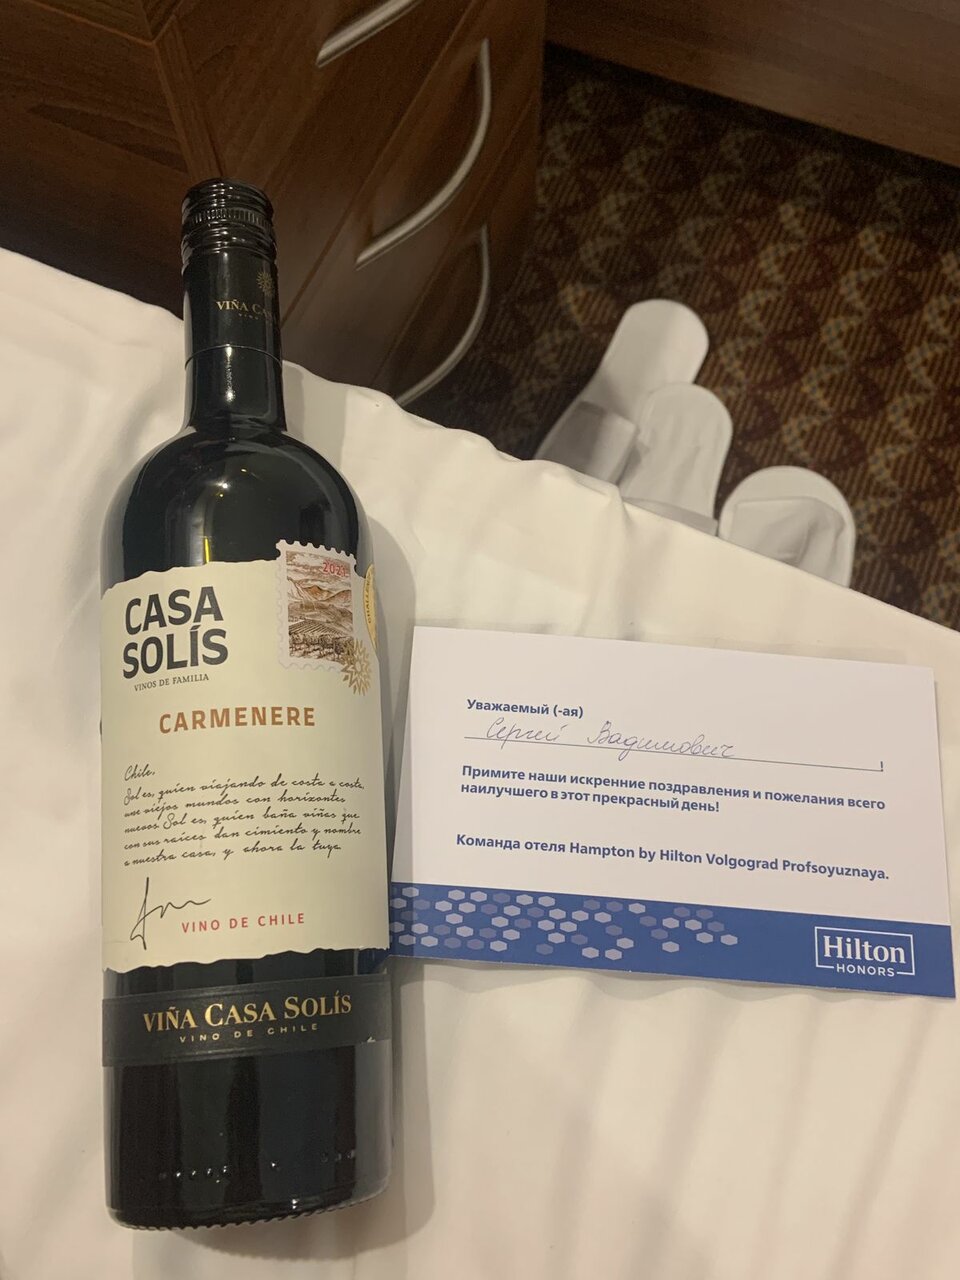 VIÑA CA
VINO
2021
CASA
SOLÍS
VINOS DE FAMILIA
CARMENERE
Chile,
Sol es, quien viajando de costa a costa,
une viejos mundos con horizontes
nuevos Sol es, quien baña viñas que
con sus raíces dan cimiento y nombre
a nuestra casa, y ahora la tuya
VINO DE CHILE
VIÑA CASA SOLÍS
VINO DE CHILE
Уважаемый (-ая)
Сергей Вадимович !
Примите наши искренние поздравления и пожелания всего
наилучшего в этот прекрасный день!
Команда отеля Hampton by Hilton Volgograd Profsoyuznaya.
Hilton
HONORS